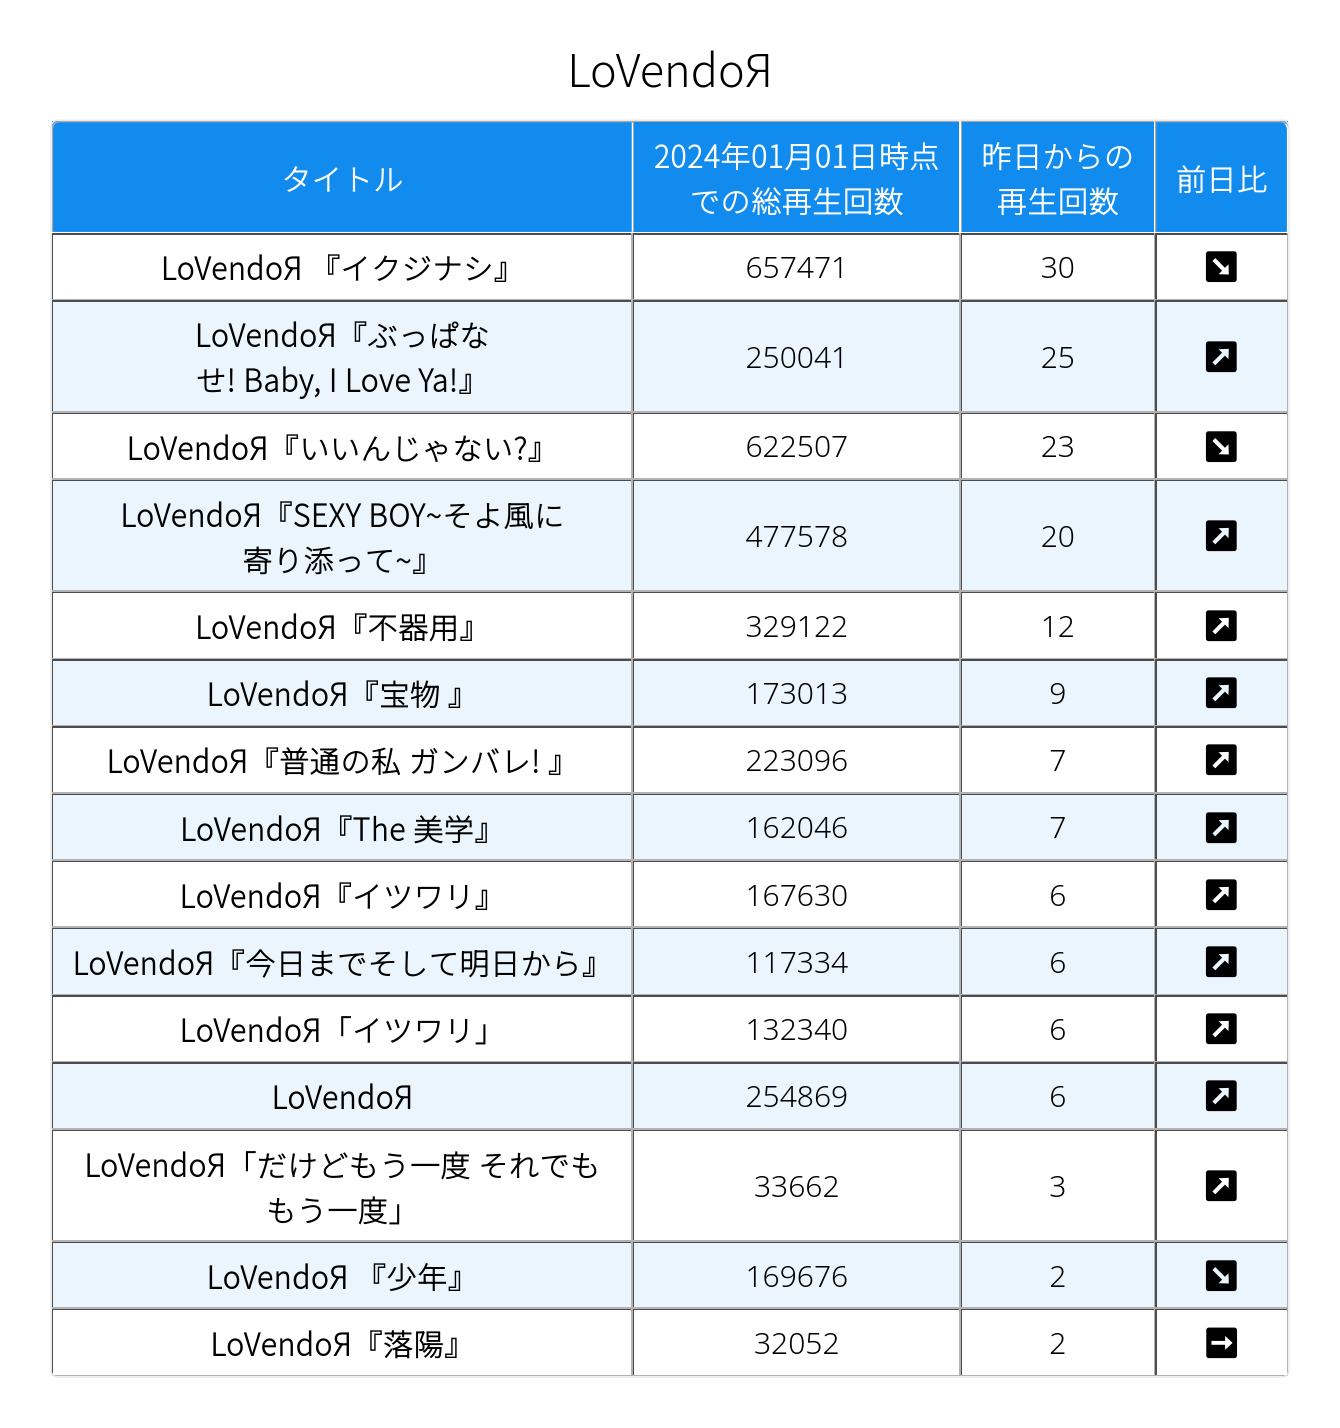 LoVendoЯ
タイトル
2024年01月01日時点
での総再生回数
昨日からの
再生回数
前日比
LoVendoЯ 『イクジナシ』
657471
30
↘
LoVendoЯ『ぶっぱな
せ! Baby, I Love Ya!』
250041
25
↗
LoVendoЯ『いいんじゃない?』
622507
23
↘
LoVendoЯ『SEXY BOY~そよ風に
寄り添って~』
477578
20
↗
LoVendoЯ『不器用』
329122
12
↗
LoVendoЯ『宝物 』
173013
9
↗
LoVendoЯ『普通の私 ガンバレ! 』
223096
7
↗
LoVendoЯ『The 美学』
162046
7
↗
LoVendoЯ『イツワリ』
167630
6
↗
LoVendoЯ『今日までそして明日から』
117334
6
↗
LoVendoЯ「イツワリ」
132340
6
↗
LoVendoЯ
254869
6
↗
LoVendoЯ「だけどもう一度 それでも
もう一度」
33662
3
↗
LoVendoЯ 『少年』
169676
2
↘
LoVendoЯ『落陽』
32052
2
→